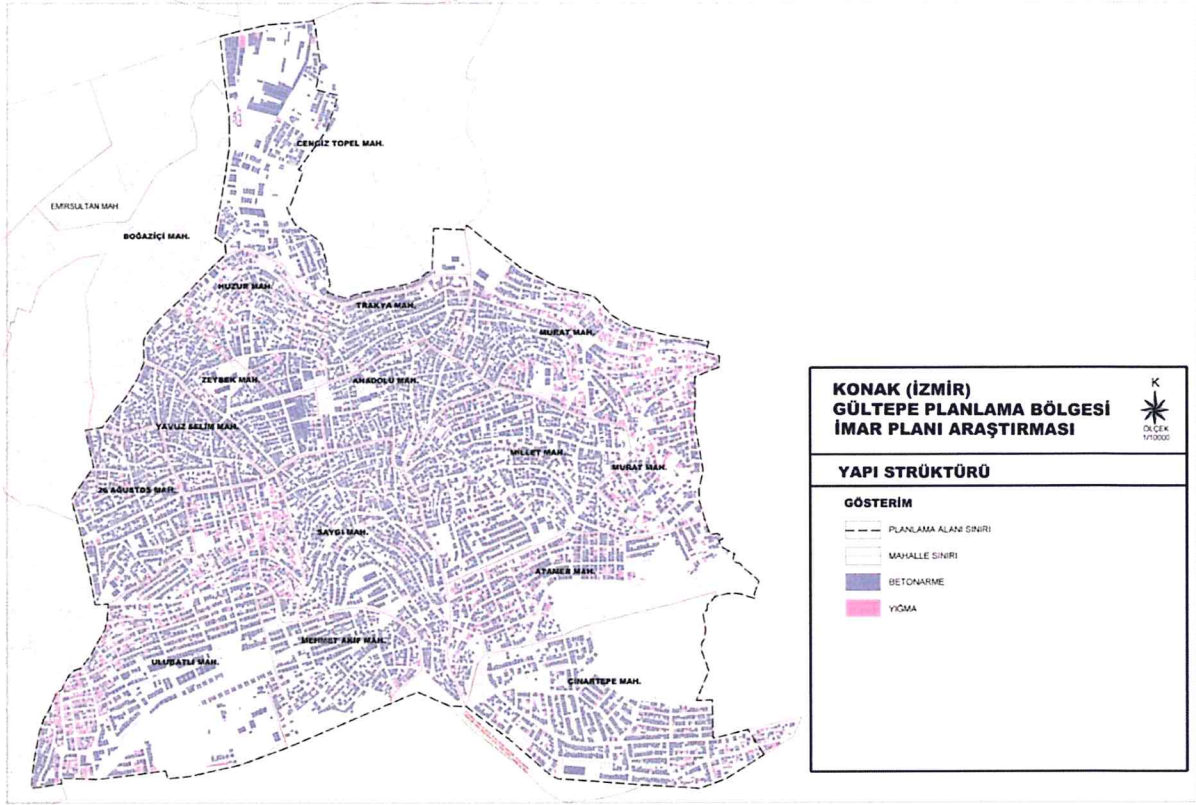 CENGİZ TOPEL MAH.
EMİRSULTAN MAH.
BOĞAZİÇİ MAH.
HUZUR MAH.
TRAKYA MAH.
MURAT MAH.
ZEYBEK MAH.
ANADOLU MAH.
YAVUZ SELİM MAH.
MİLLET MAH.
MURAT MAH.
26 AĞUSTOS MAH.
SAYGI MAH.
ATAMER MAH.
MEHMET AKİF MAH.
ULUBATLI MAH.
ÇINARTEPE MAH.
KONAK (İZMİR)
GÜLTEPE PLANLAMA BÖLGESİ
İMAR PLANI ARAŞTIRMASI
K
ÖLÇEK
1/10000
YAPI STRÜKTÜRÜ
GÖSTERİM
PLANLAMA ALANI SINIRI
MAHALLE SINIRI
BETONARME
YIĞMA